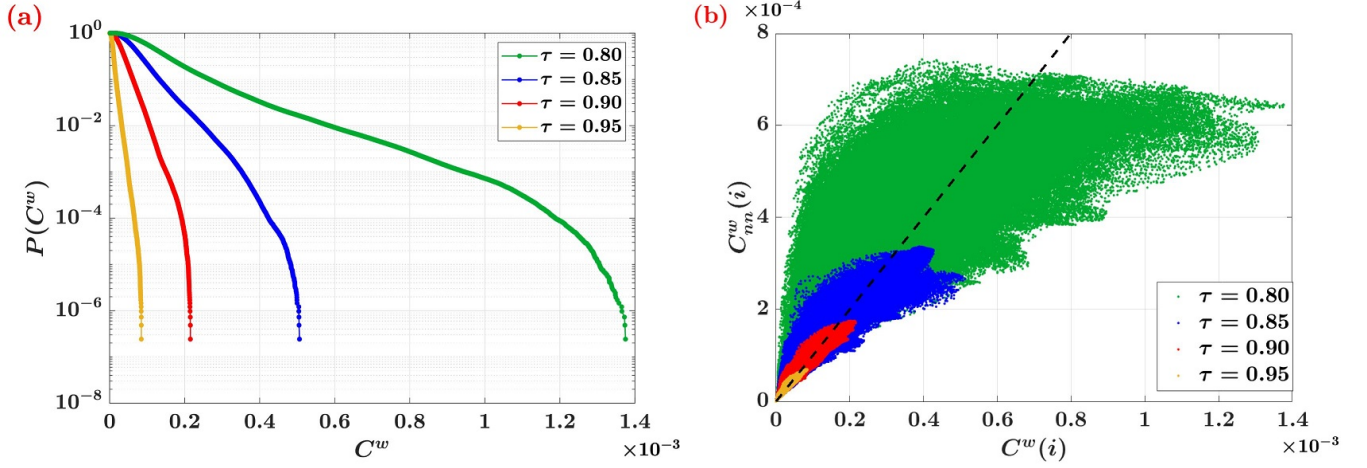 (a)
10^0
10^-2
10^-4
10^-6
10^-8
P(C^w)
0
0.2
0.4
0.6
0.8
1
1.2
1.4
×10^-3
C^w
τ = 0.80
τ = 0.85
τ = 0.90
τ = 0.95
(b)
×10^-4
8
6
4
2
0
C^w_nn(i)
0
0.2
0.4
0.6
0.8
1
1.2
1.4
×10^-3
C^w(i)
τ = 0.80
τ = 0.85
τ = 0.90
τ = 0.95